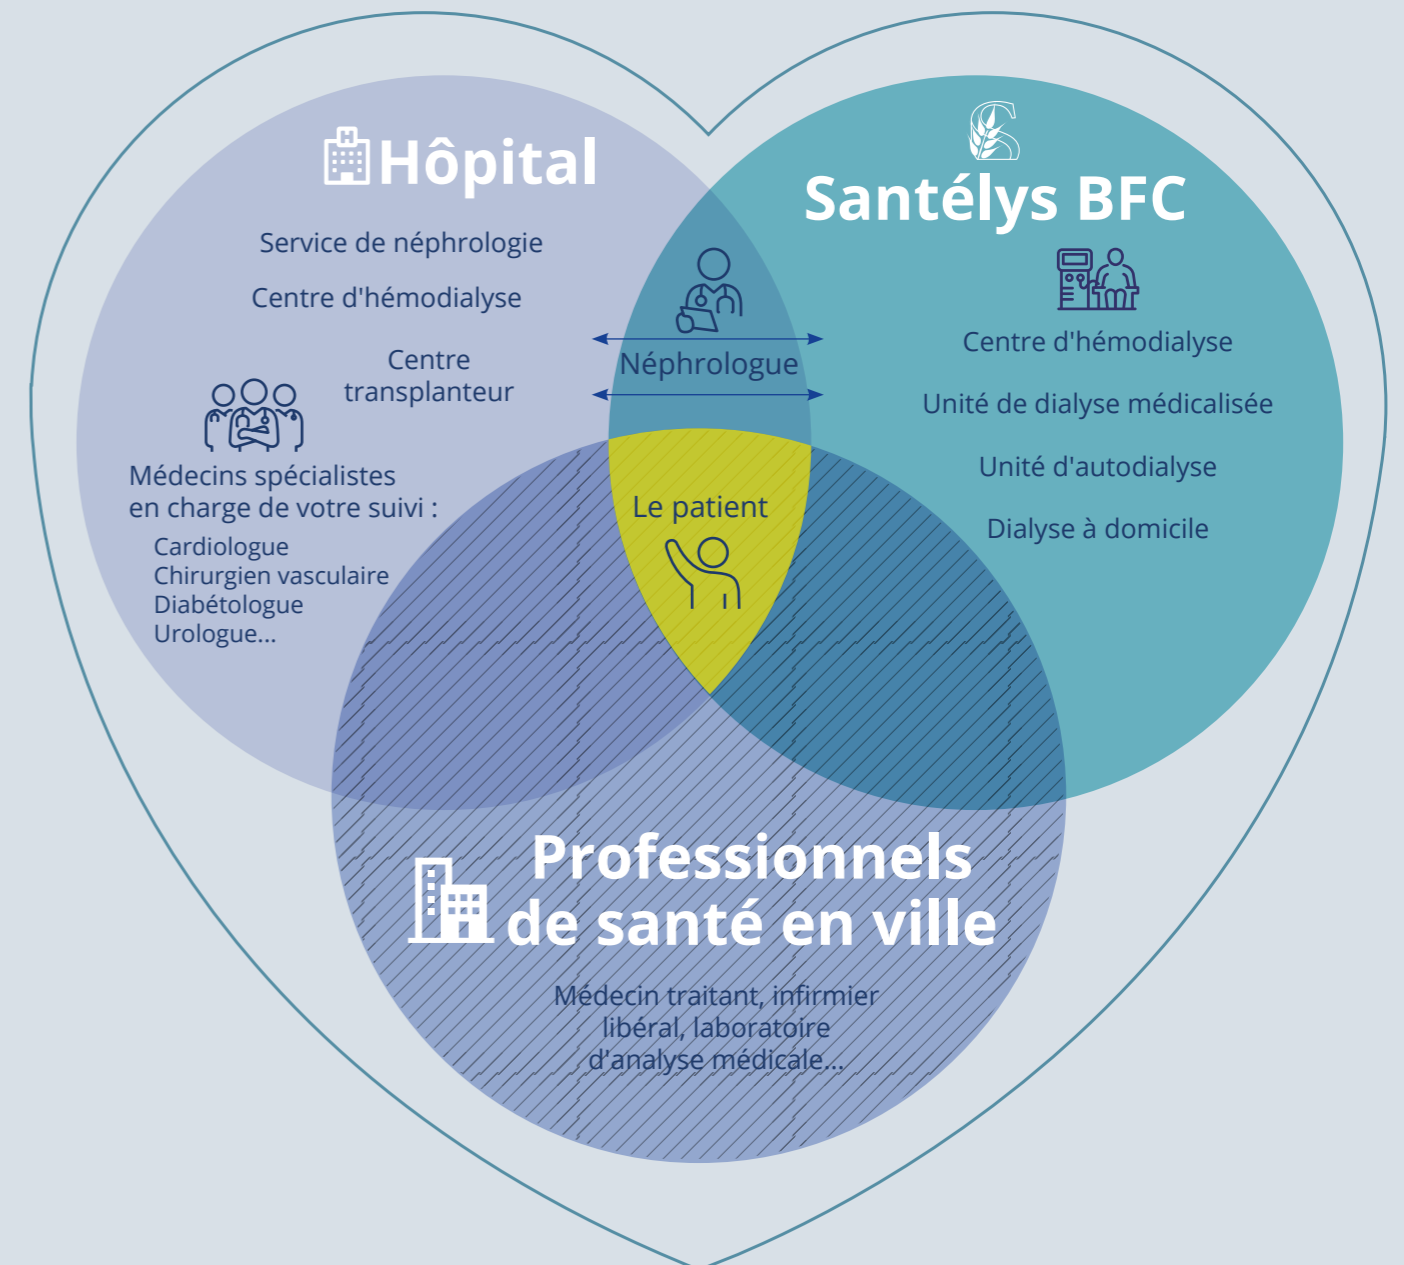 Hôpital
Service de néphrologie
Centre d'hémodialyse
Centre
transplanteur
Médecins spécialistes
en charge de votre suivi :
Cardiologue
Chirurgien vasculaire
Diabétologue
Urologue...
Néphrologue
Santélys BFC
Centre d'hémodialyse
Unité de dialyse médicalisée
Unité d'autodialyse
Dialyse à domicile
Le patient
Professionnels
de santé en ville
Médecin traitant, infirmier
libéral, laboratoire
d'analyse médicale...